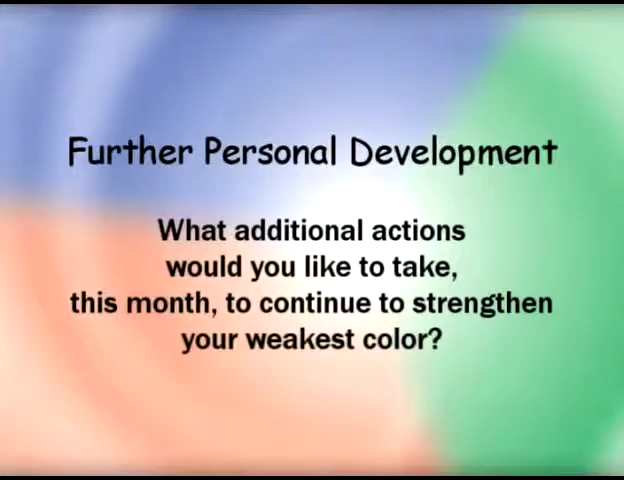 Further Personal Development
What additional actions
would you like to take,
this month, to continue to strengthen
your weakest color?